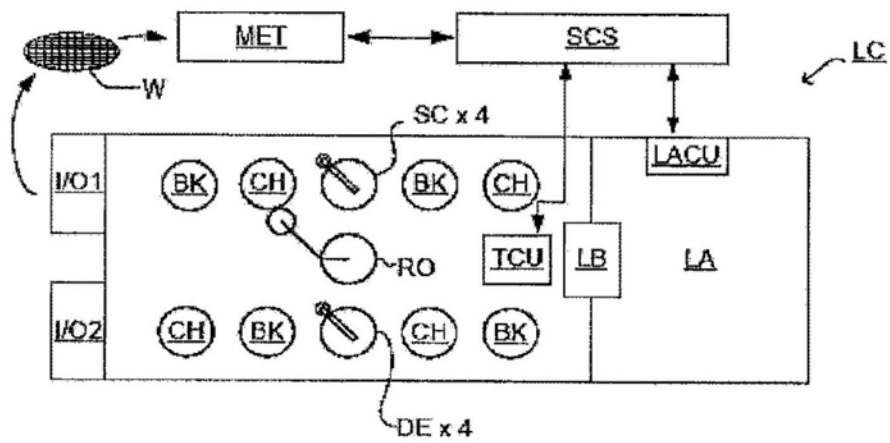 MET
SCS
LC
W
SC x 4
I/O1
BK
CH
BK
CH
LACU
RO
TCU
LB
LA
I/O2
CH
BK
CH
BK
DE x 4